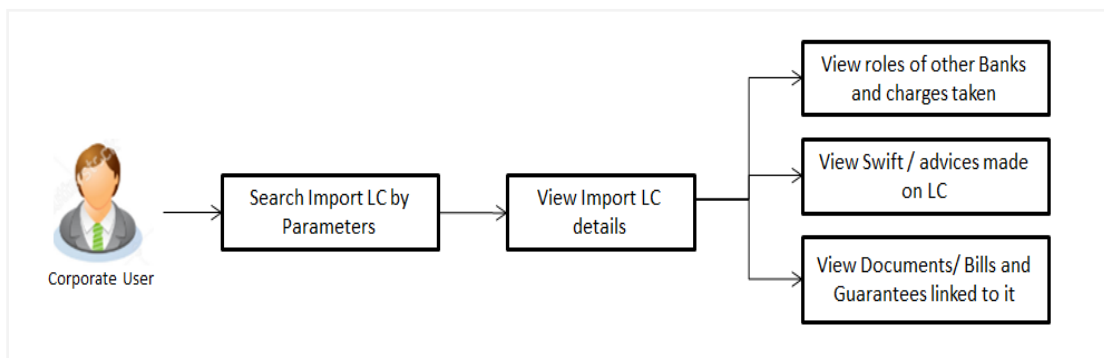 View roles of other Banks
and charges taken
Search Import LC by
Parameters
View Import LC
details
View Swift / advices made
on LC
View Documents/ Bills and
Guarantees linked to it
Corporate User